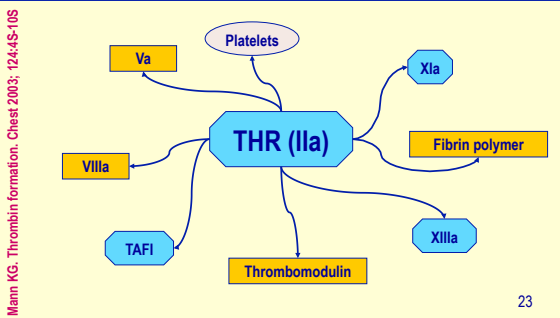 Mann KG. Thrombin formation. Chest 2003; 124:4S-10S
Platelets
Va
XIa
THR (IIa)
Fibrin polymer
VIIIa
TAFI
XIIIa
Thrombomodulin
23